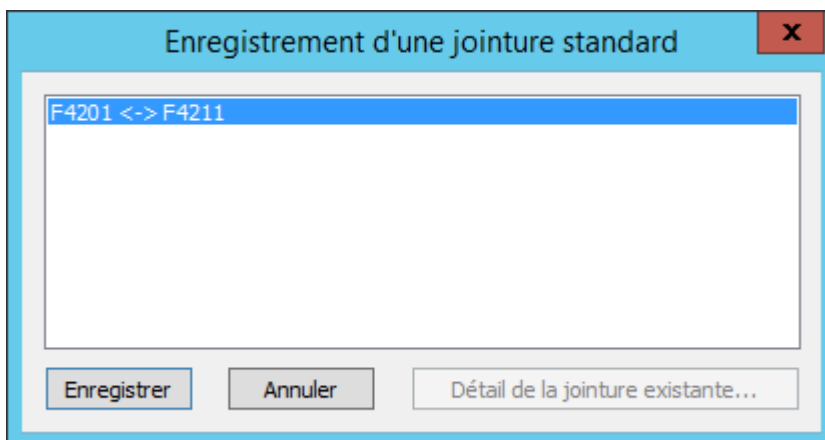 Enregistrement d'une jointure standard
x
F4201 <-> F4211
Enregistrer
Annuler
Détail de la jointure existante...